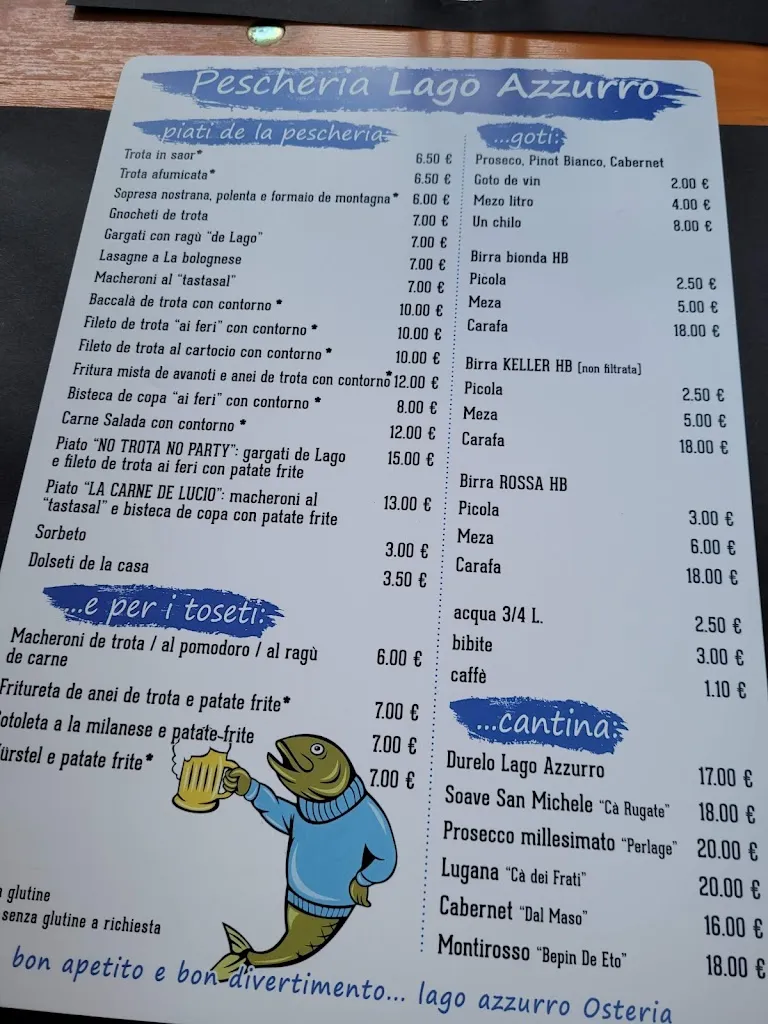 Pescheria Lago Azzurro
piati de la pescheria:
Trota in saor* 6.50 €
Trota afumicata* 6.50 €
Sopresa nostrana, polenta e formaio de montagna* 6.00 €
Gnocheti de trota 7.00 €
Gargati con ragù "de Lago" 7.00 €
Lasagne a La bolognese 7.00 €
Macheroni al "tastasal" 7.00 €
Baccalà de trota con contorno* 10.00 €
Fileto de trota "ai feri" con contorno* 10.00 €
Fileto de trota al cartocio con contorno* 10.00 €
Fritura mista de avanoti e anei de trota con contorno* 12.00 €
Bisteca de copa "ai feri" con contorno* 8.00 €
Carne Salada con contorno* 12.00 €
Piato "NO TROTA NO PARTY": gargati de Lago
e fileto de trota ai feri con patate frite 15.00 €
Piato "LA CARNE DE LUCIO": macheroni al
"tastasal" e bisteca de copa con patate frite 13.00 €
Sorbeto 3.00 €
Dolseti de la casa 3.50 €
...e per i toseti:
Macheroni de trota / al pomodoro / al ragù
de carne 6.00 €
Fritureta de anei de trota e patate frite* 7.00 €
otoleta a la milanese e patate frite 7.00 €
ürstel e patate frite* 7.00 €
glutine
senza glutine a richiesta
...goti:
Proseco, Pinot Bianco, Cabernet
Goto de vin 2.00 €
Mezo litro 4.00 €
Un chilo 8.00 €
Birra bionda HB
Picola 2.50 €
Meza 5.00 €
Carafa 18.00 €
Birra KELLER HB [non filtrata]
Picola 2.50 €
Meza 5.00 €
Carafa 18.00 €
Birra ROSSA HB
Picola 3.00 €
Meza 6.00 €
Carafa 18.00 €
acqua 3/4 L. 2.50 €
bibite 3.00 €
caffè 1.10 €
...cantina:
Durelo Lago Azzurro 17.00 €
Soave San Michele "Cà Rugate" 18.00 €
Prosecco millesimato "Perlage" 20.00 €
Lugana "Cà dei Frati" 20.00 €
Cabernet "Dal Maso" 16.00 €
Montirosso "Bepin De Eto" 18.00 €
bon apetito e bon divertimento... lago azzurro Osteria